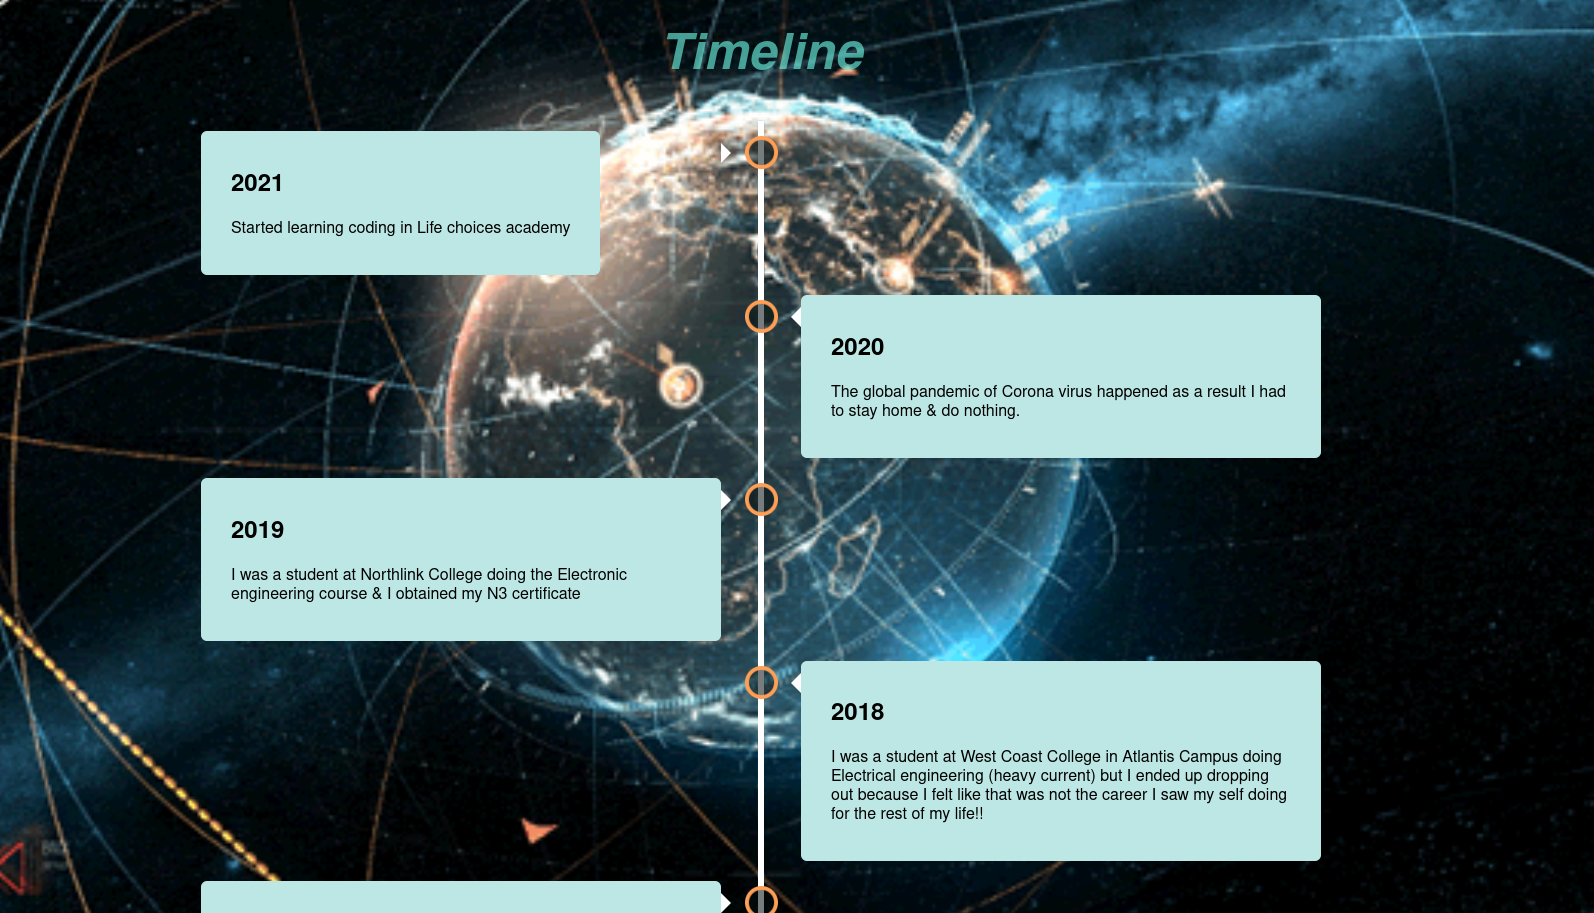 Timeline
2021
Started learning coding in Life choices academy
2020
The global pandemic of Corona virus happened as a result I had
to stay home & do nothing.
2019
I was a student at Northlink College doing the Electronic
engineering course & I obtained my N3 certificate
2018
I was a student at West Coast College in Atlantis Campus doing
Electrical engineering (heavy current) but I ended up dropping
out because I felt like that was not the career I saw my self doing
for the rest of my life!!